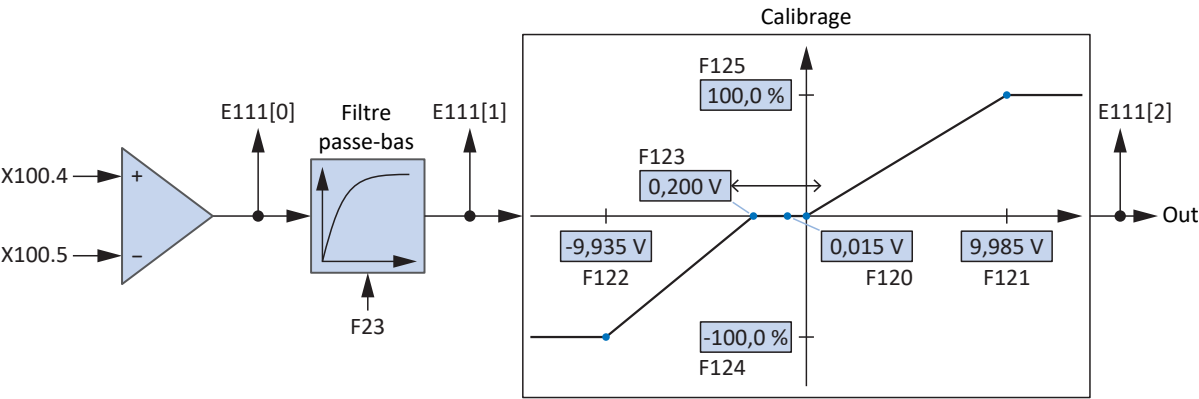 Calibrage
F125
100,0 %
E111[0]
Filtre
passe-bas
E111[1]
E111[2]
X100.4
+
F123
0,200 V
Out
X100.5
−
-9,935 V
F122
0,015 V
F120
9,985 V
F121
F23
-100,0 %
F124